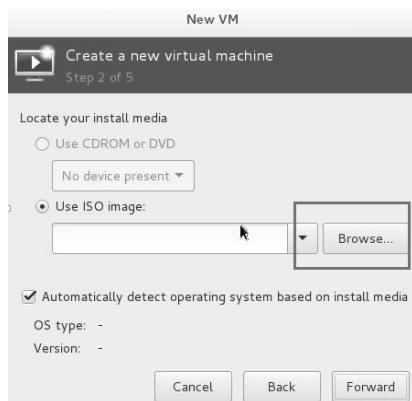 New VM
Create a new virtual machine
Step 2 of 5
Locate your install media
Use CDROM or DVD
No device present
Use ISO image:
Browse...
Automatically detect operating system based on install media
OS type: -
Version: -
Cancel Back Forward